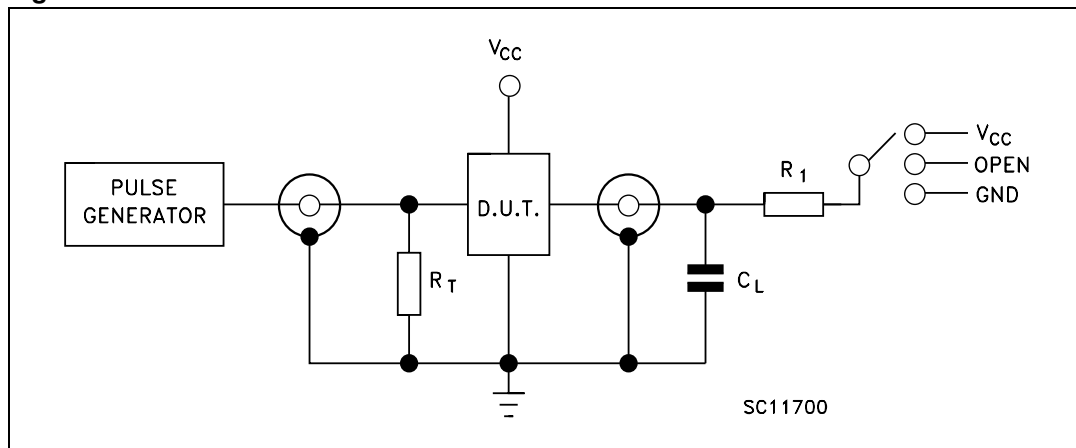 VCC
PULSE
GENERATOR
D.U.T.
RT
R1
CL
VCC
OPEN
GND
SC11700